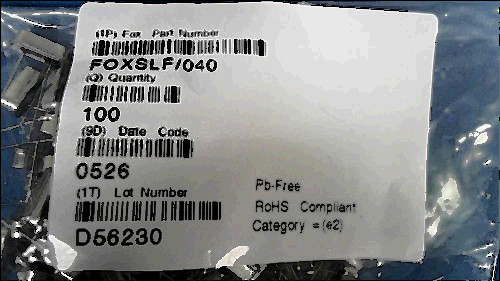 (1P) Fox Part Number
FOXSLF/040
(Q) Quantity
100
(9D) Date Code
0526
(1T) Lot Number
D56230
Pb-Free
RoHS Compliant
Category =(e2)